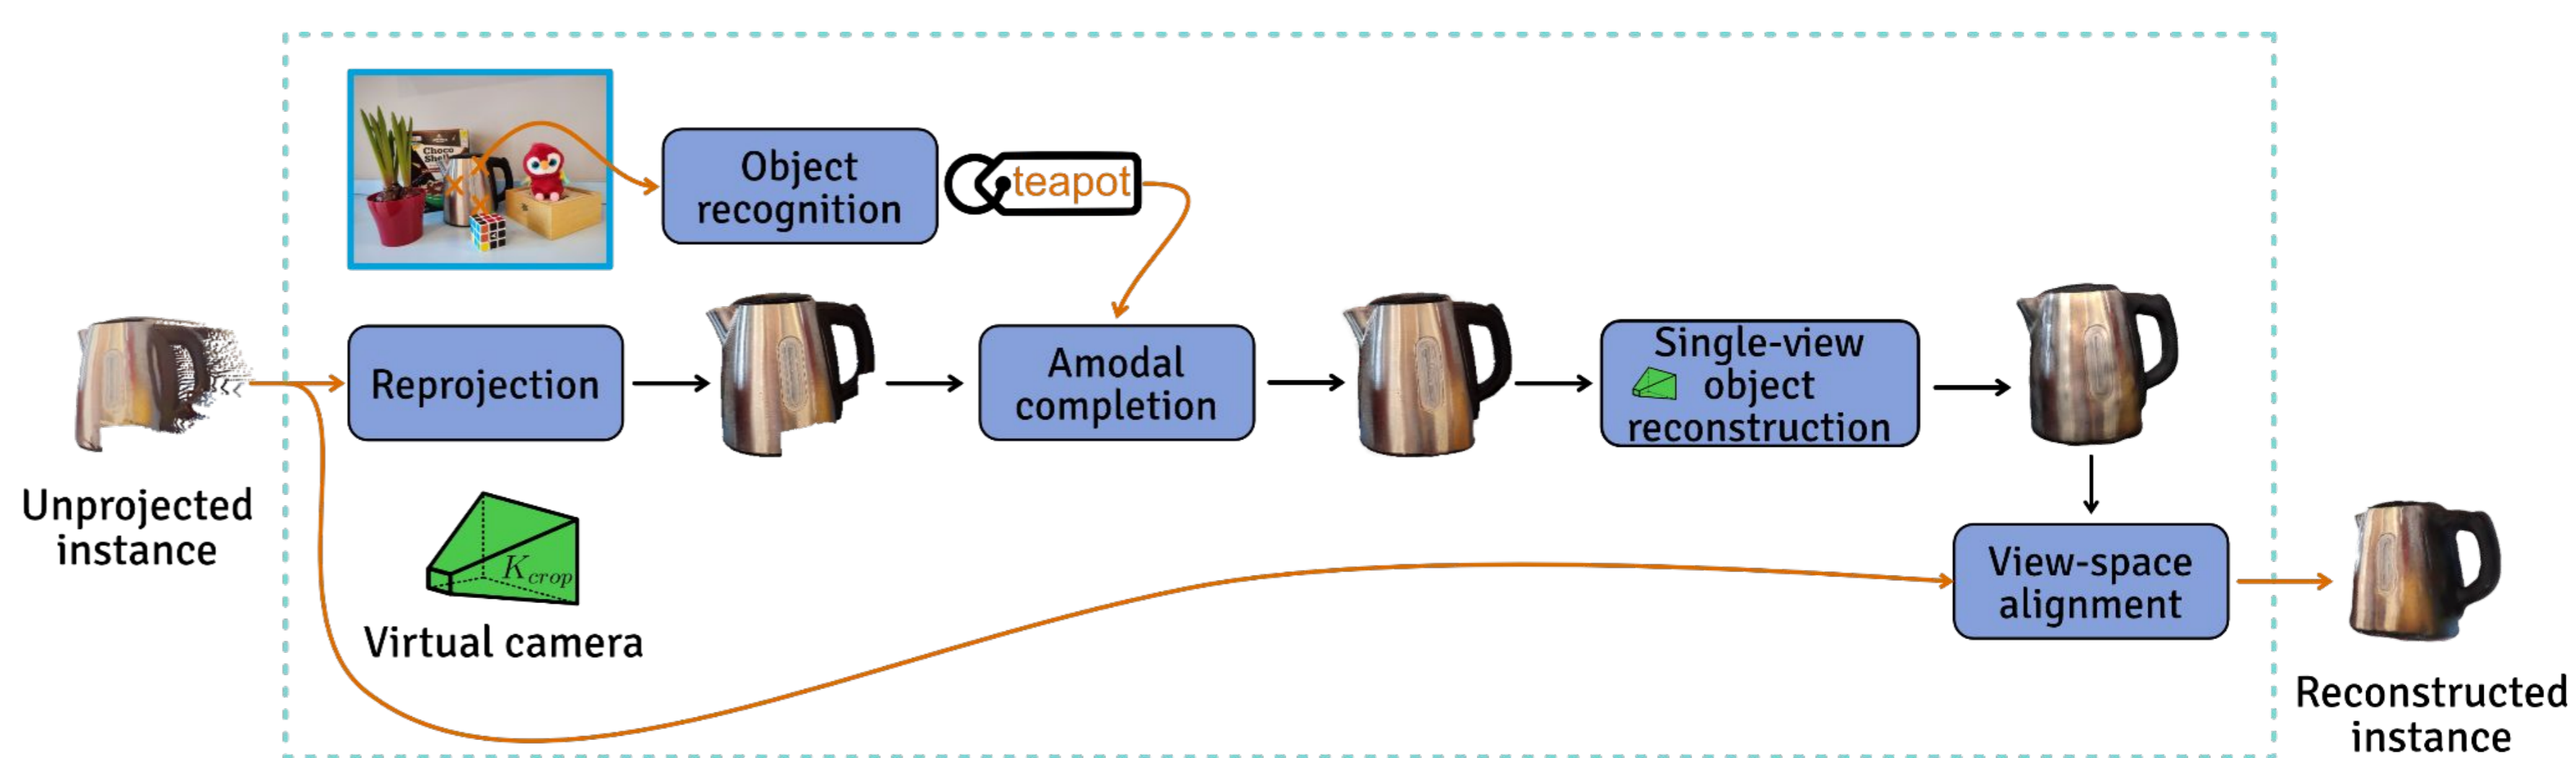 Choco
Object
recognition
teapot
Unprojected
instance
Reprojection
Amodal
completion
Single-view
object
reconstruction
K_crop
Virtual camera
View-space
alignment
Reconstructed
instance